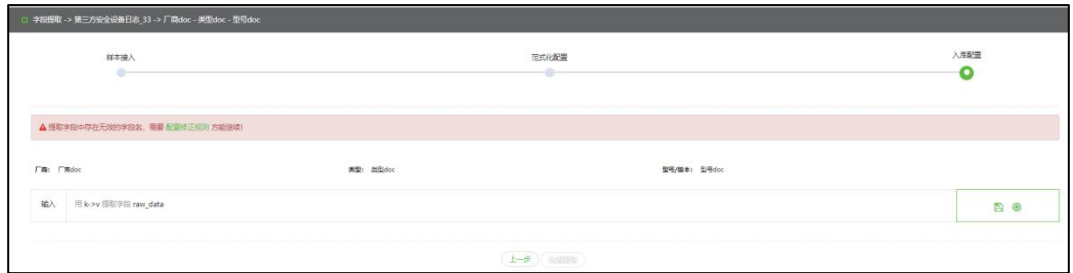 字段提取 -> 第三方安全设备日志_33 -> 厂商doc - 类型doc - 型号doc
样本接入 范式化配置 入库配置
提取字段中存在无效的字段名，需要 配置修正规则 方能继续!
厂商： 厂商doc 类型： 类型doc 型号/版本： 型号doc
输入 用 k->v 提取字段 raw_data
上一步 完成提取